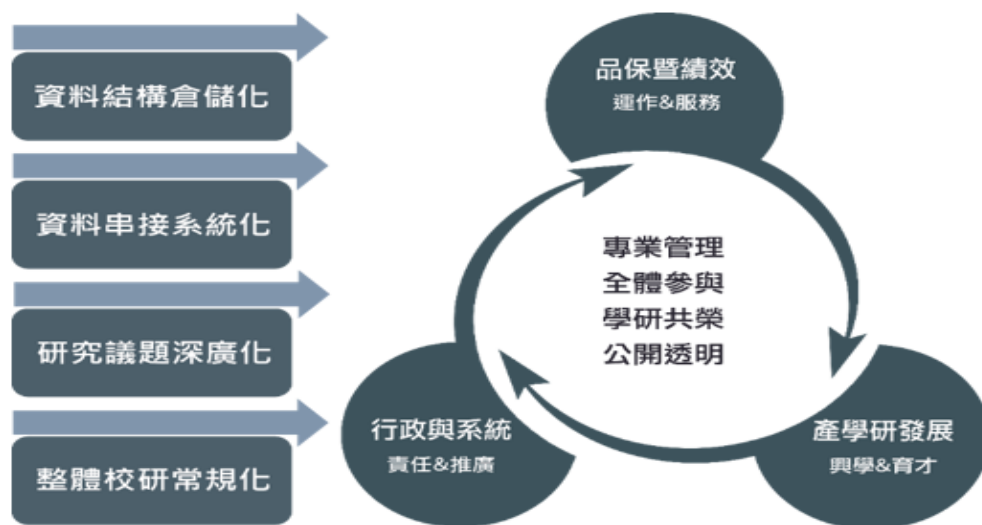 資料結構倉儲化
資料串接系統化
研究議題深廣化
整體校研常規化
品保暨績效
運作&服務
專業管理
全體參與
學研共榮
公開透明
行政與系統
責任&推廣
產學研發展
興學&育才